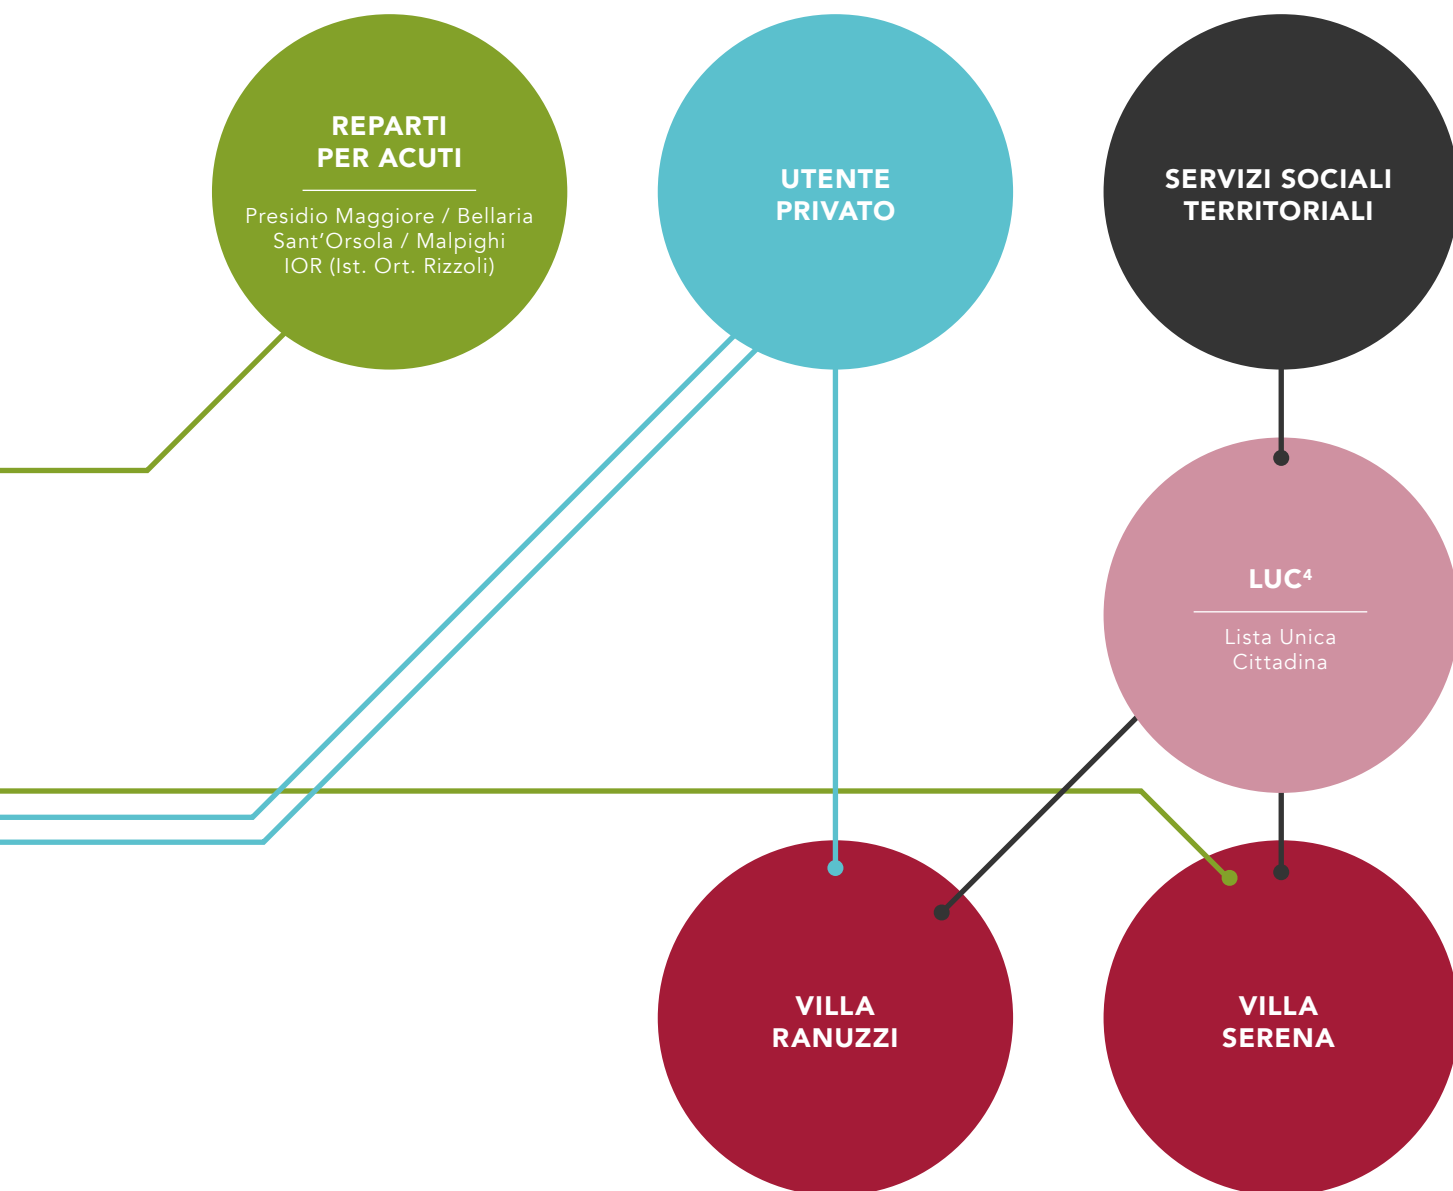 REPARTI
PER ACUTI
Presidio Maggiore / Bellaria
Sant’Orsola / Malpighi
IOR (Ist. Ort. Rizzoli)
UTENTE
PRIVATO
SERVIZI SOCIALI
TERRITORIALI
LUC⁴
Lista Unica
Cittadina
VILLA
RANUZZI
VILLA
SERENA